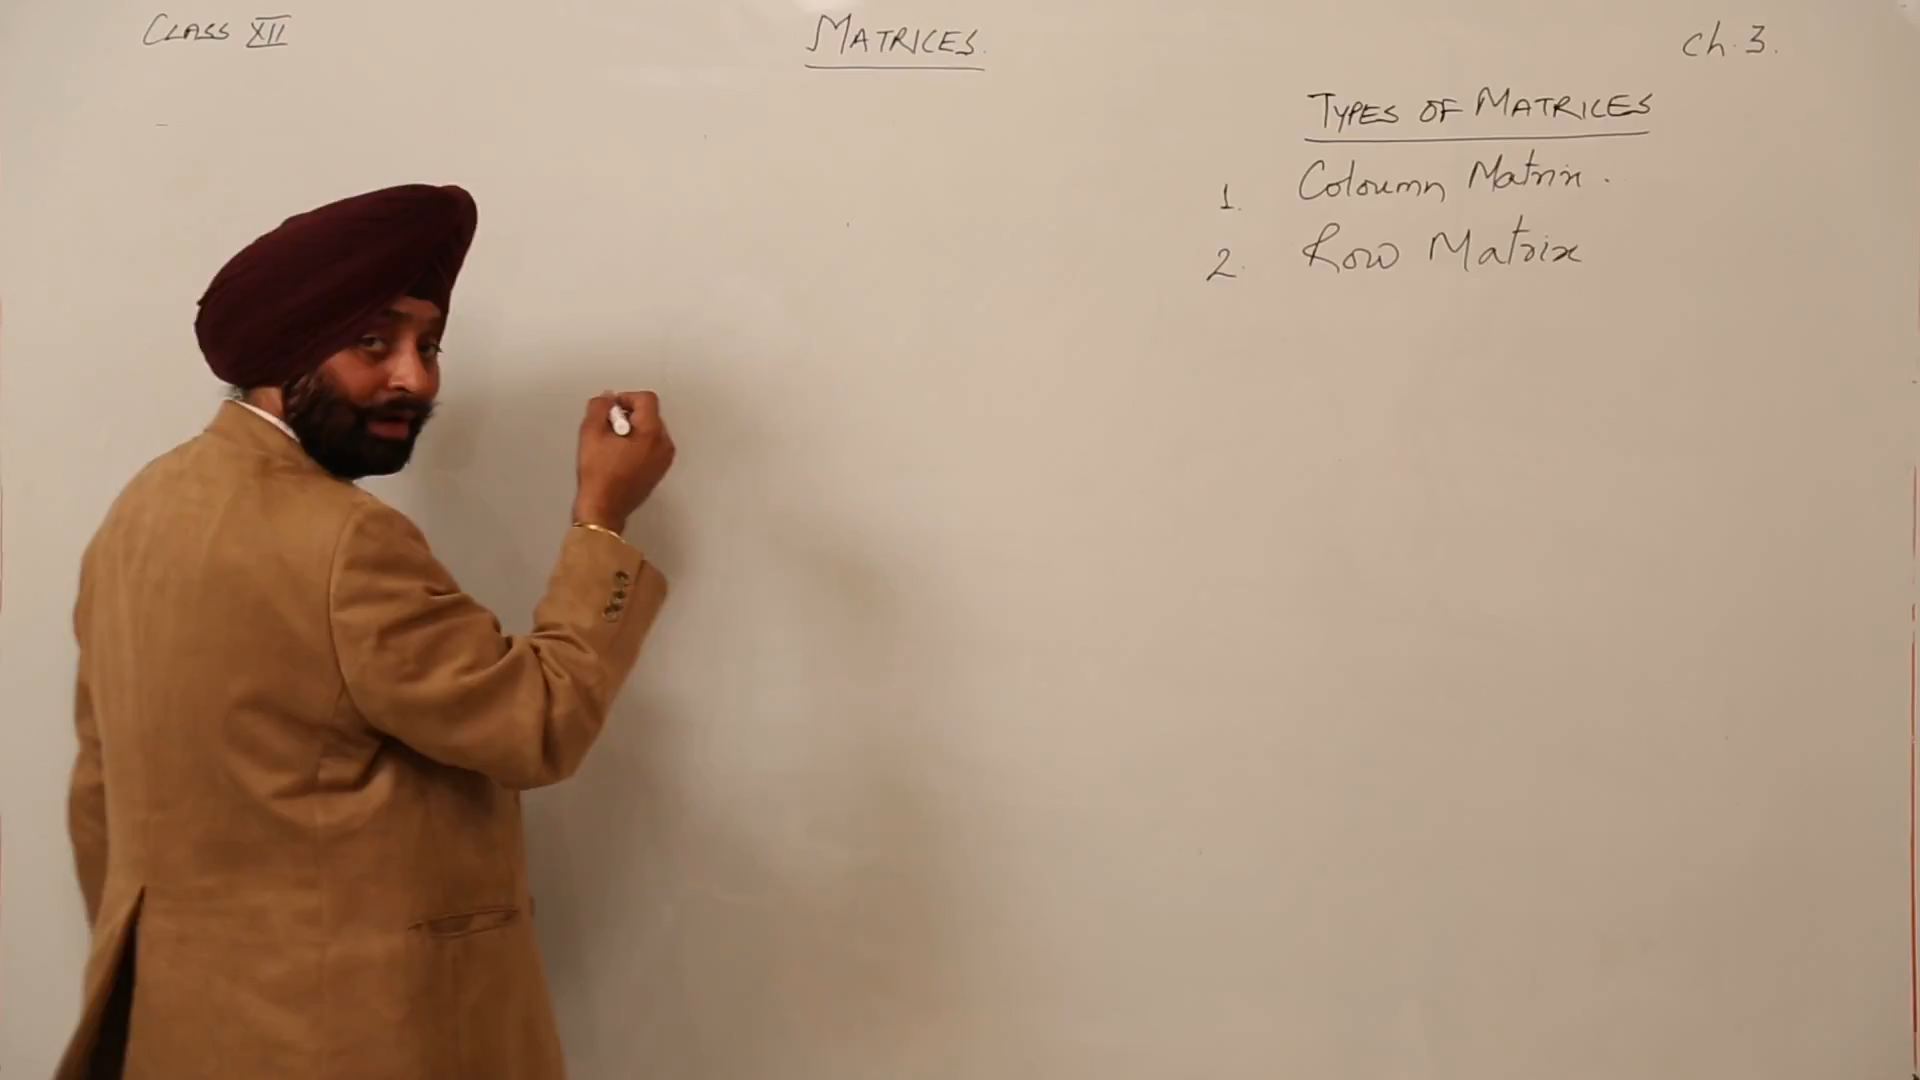 CLASS XII
MATRICES.
Ch. 3.
TYPES OF MATRICES
1. Coloumn Matrix.
2. Row Matrix